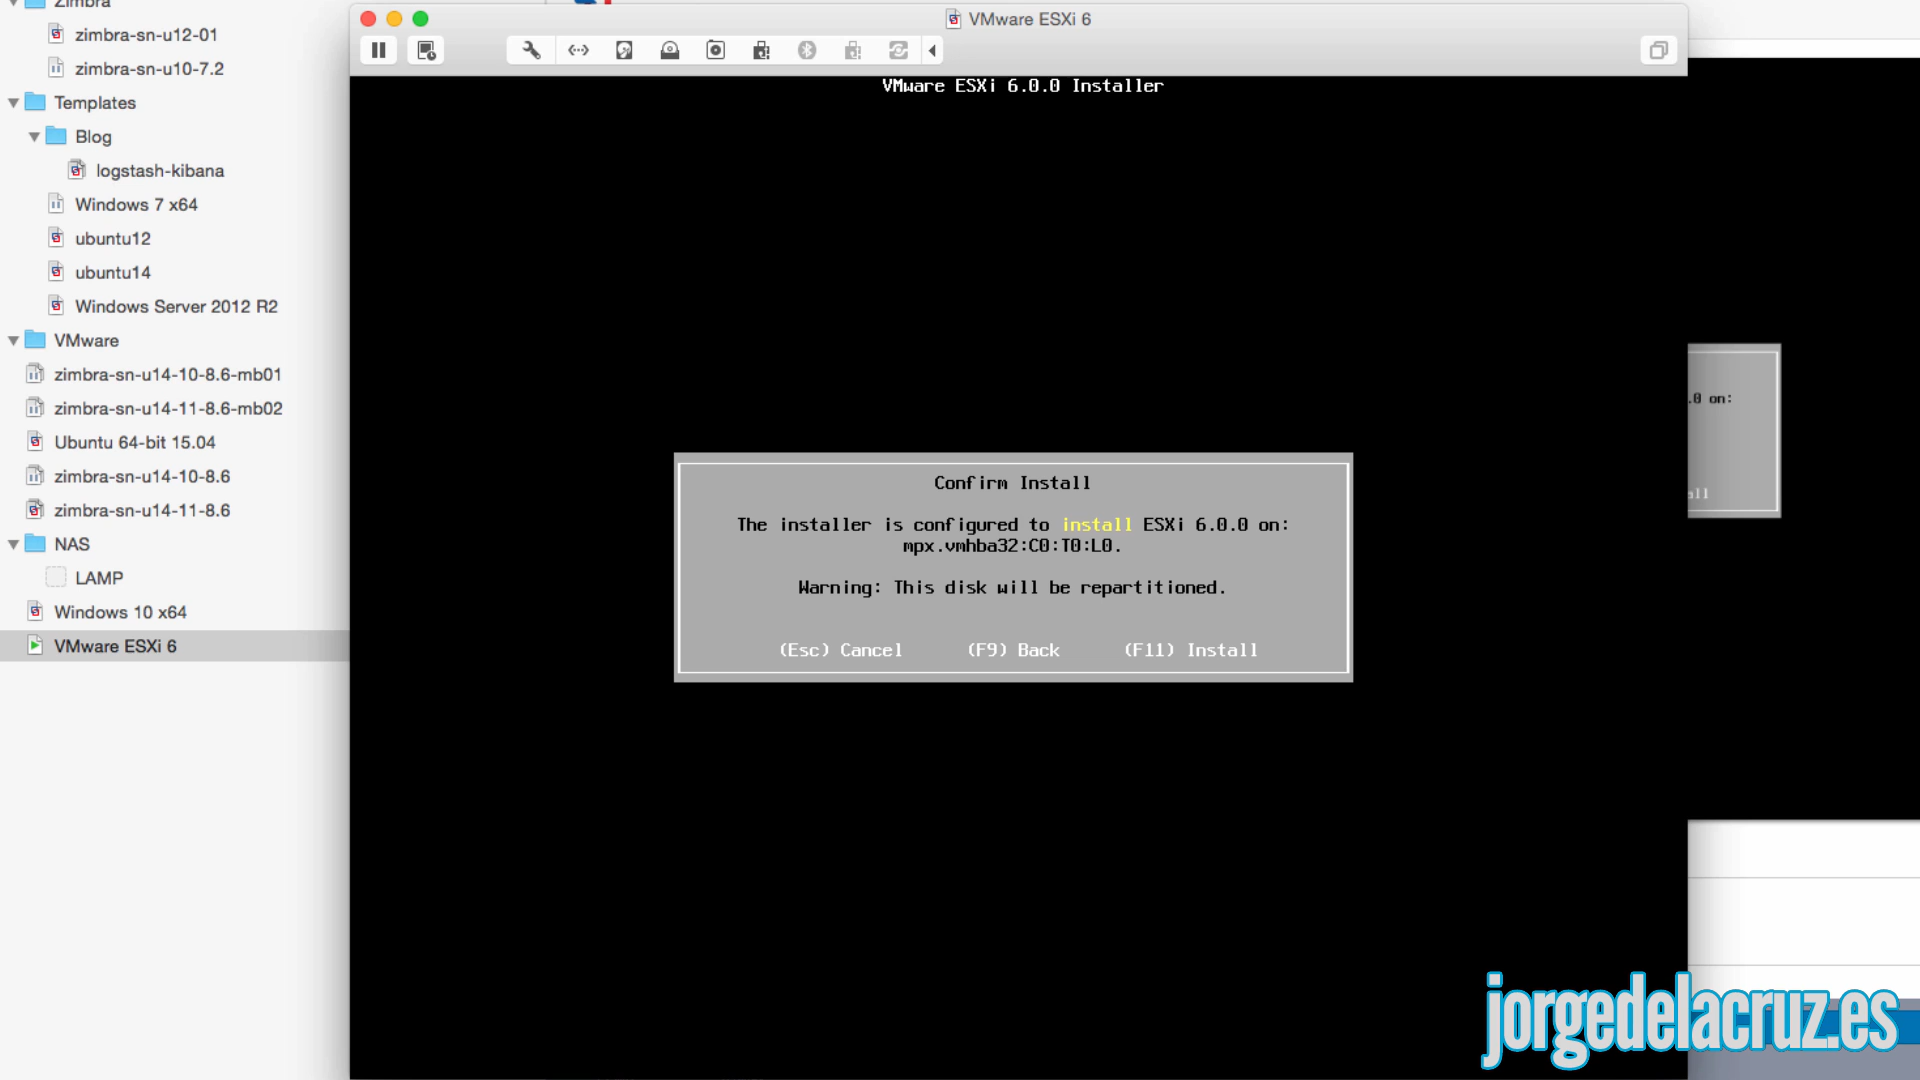 Zimbra
zimbra-sn-u12-01
zimbra-sn-u10-7.2
Templates
Blog
logstash-kibana
Windows 7 x64
ubuntu12
ubuntu14
Windows Server 2012 R2
VMware
zimbra-sn-u14-10-8.6-mb01
zimbra-sn-u14-11-8.6-mb02
Ubuntu 64-bit 15.04
zimbra-sn-u14-10-8.6
zimbra-sn-u14-11-8.6
NAS
LAMP
Windows 10 x64
VMware ESXi 6
VMware ESXi 6
VMware ESXi 6.0.0 Installer
Confirm Install
The installer is configured to install ESXi 6.0.0 on:
mpx.vmhba32:C0:T0:L0.
Warning: This disk will be repartitioned.
(Esc) Cancel (F9) Back (F11) Install
.0 on:
all
jorgedelacruz.es